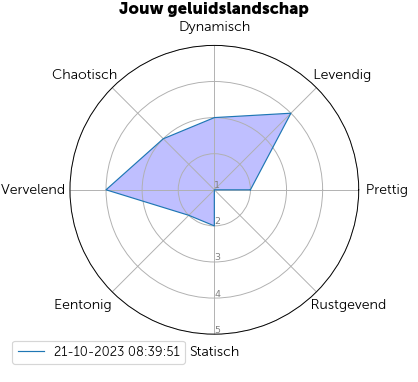 Jouw geluidslandschap
Dynamisch
Chaotisch
Levendig
Vervelend
1
Prettig
2
3
4
Eentonig
Rustgevend
5
21-10-2023 08:39:51
Statisch